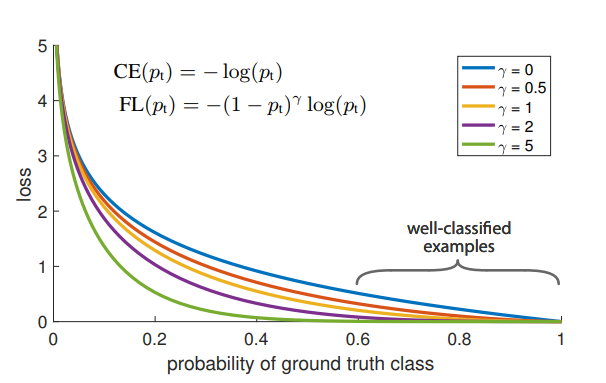 5
4
3
2
1
0
loss
CE(pₜ) = − log(pₜ)
FL(pₜ) = −(1 − pₜ)^γ log(pₜ)
γ = 0
γ = 0.5
γ = 1
γ = 2
γ = 5
well-classified
examples
0 0.2 0.4 0.6 0.8 1
probability of ground truth class